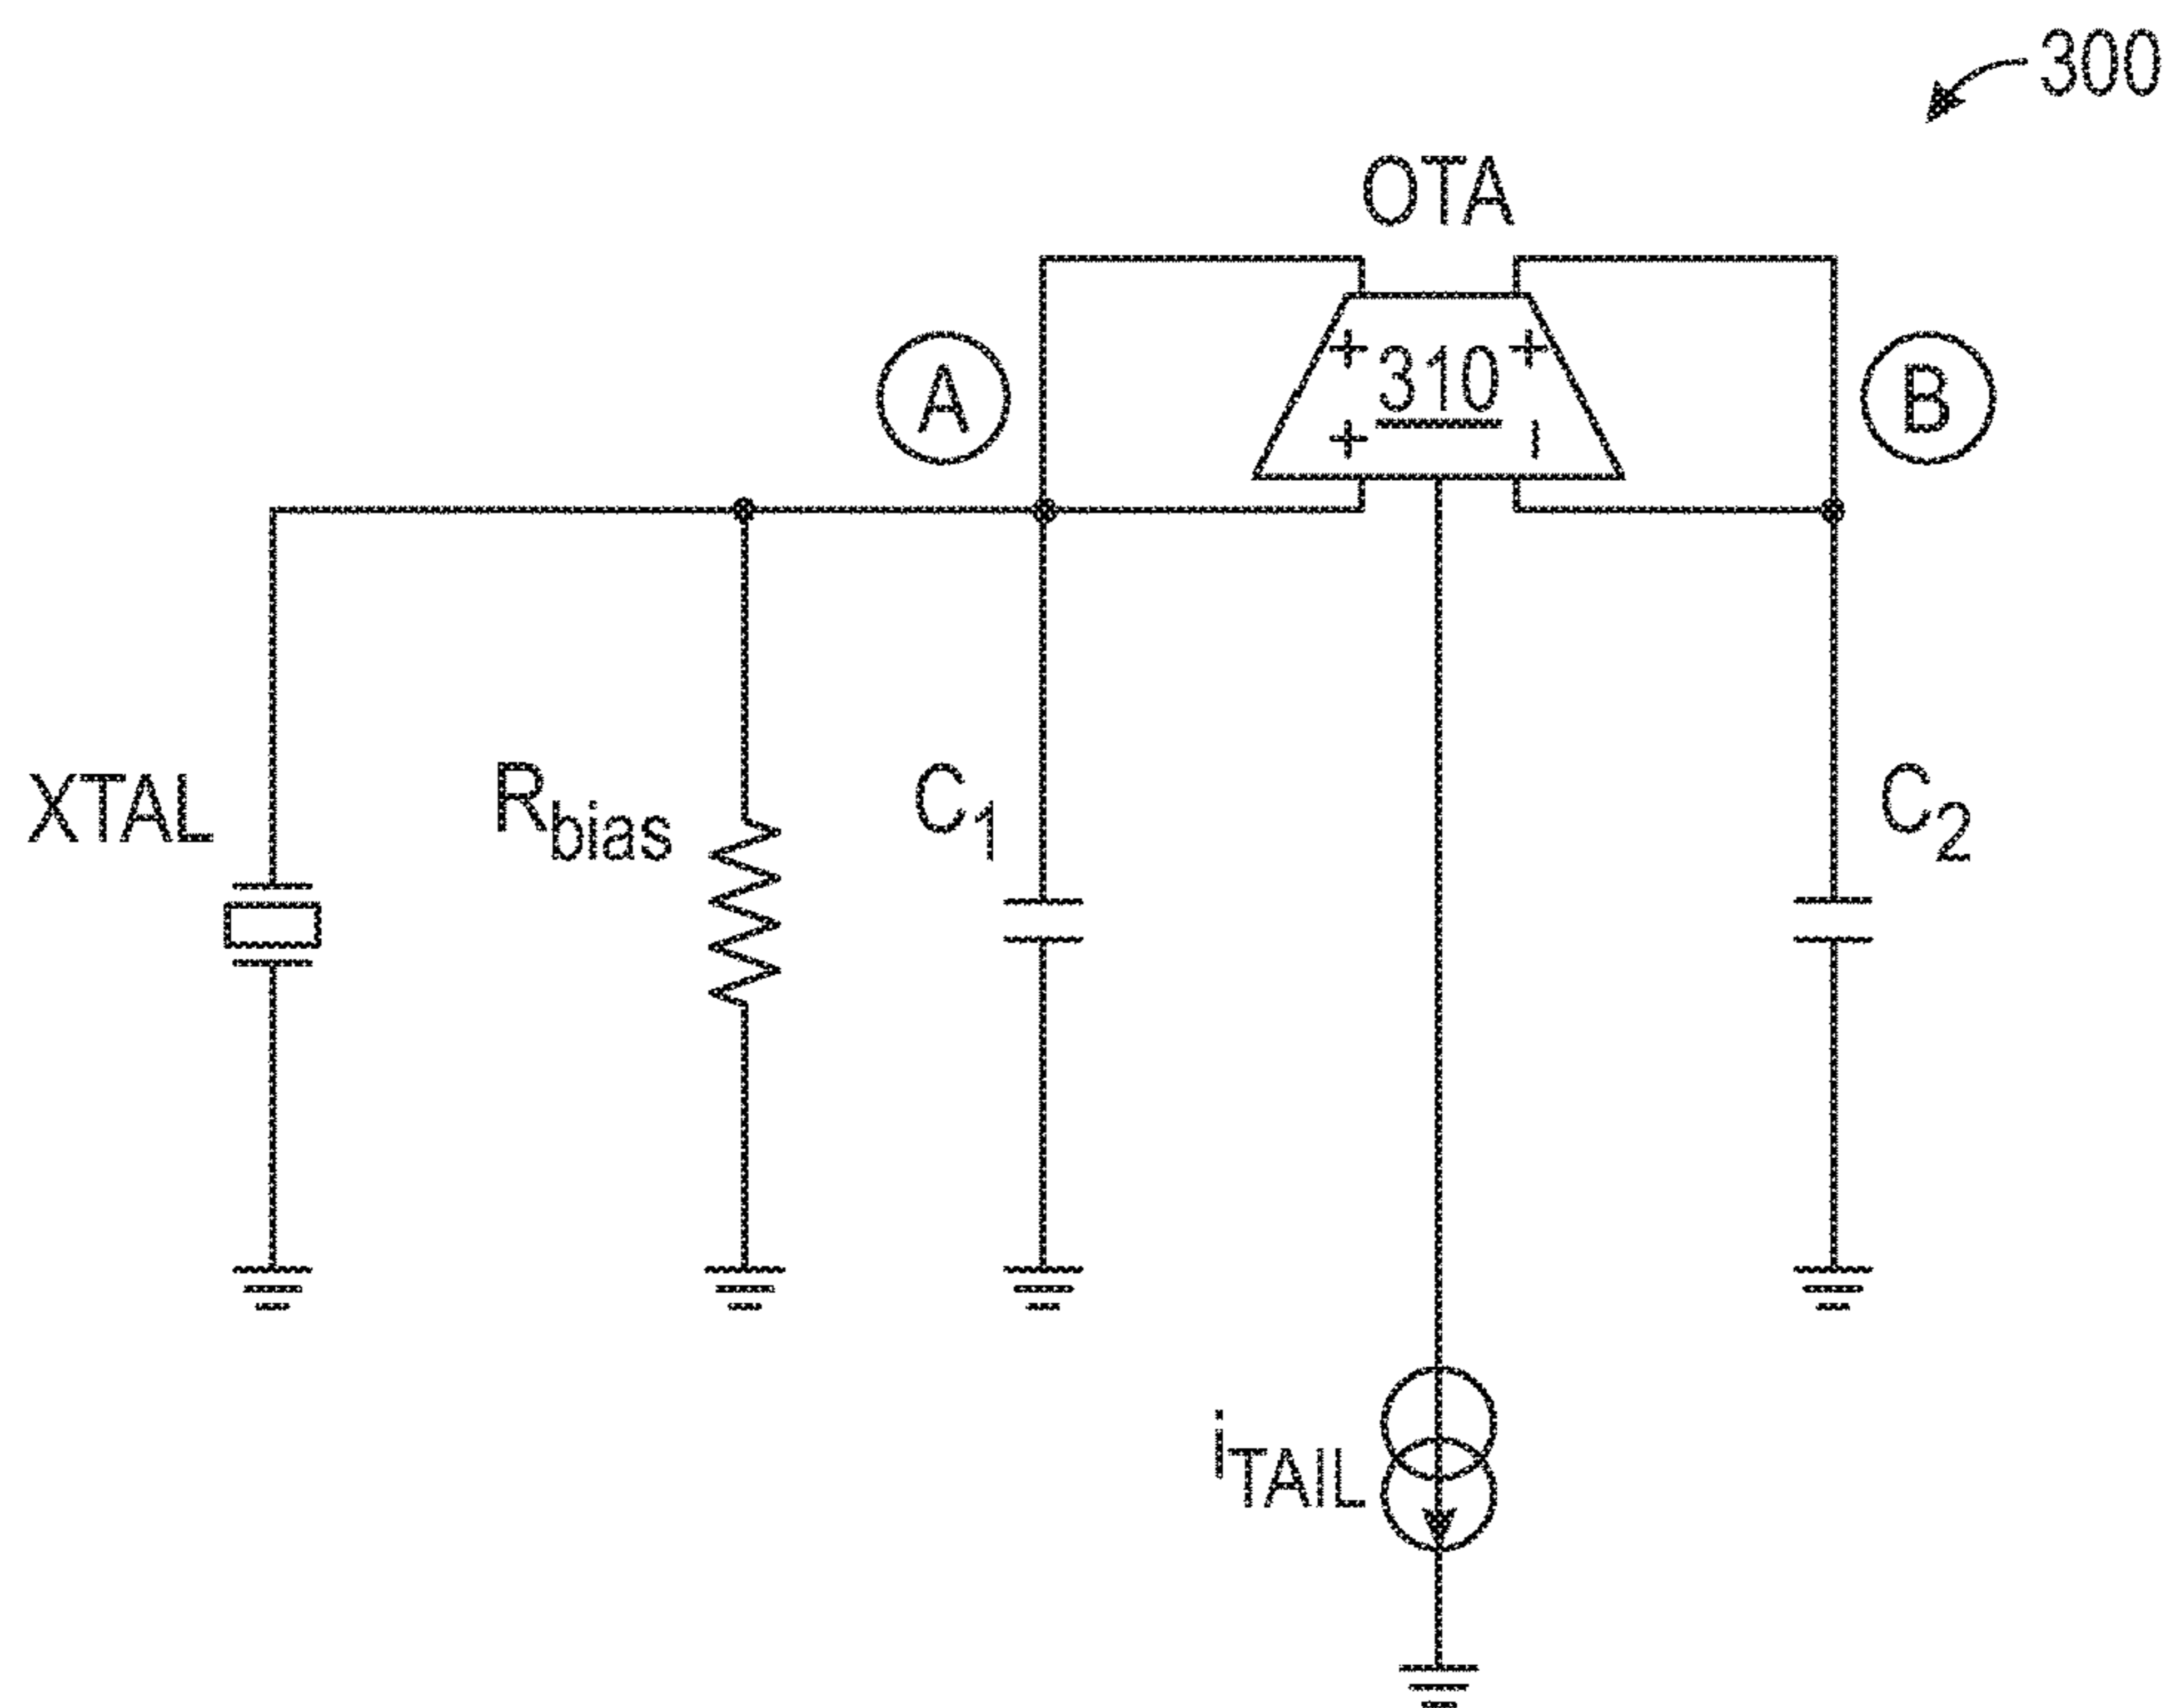 300
OTA
A
+ 310 +
+ −
B
XTAL
Rbias
C1
C2
iTAIL